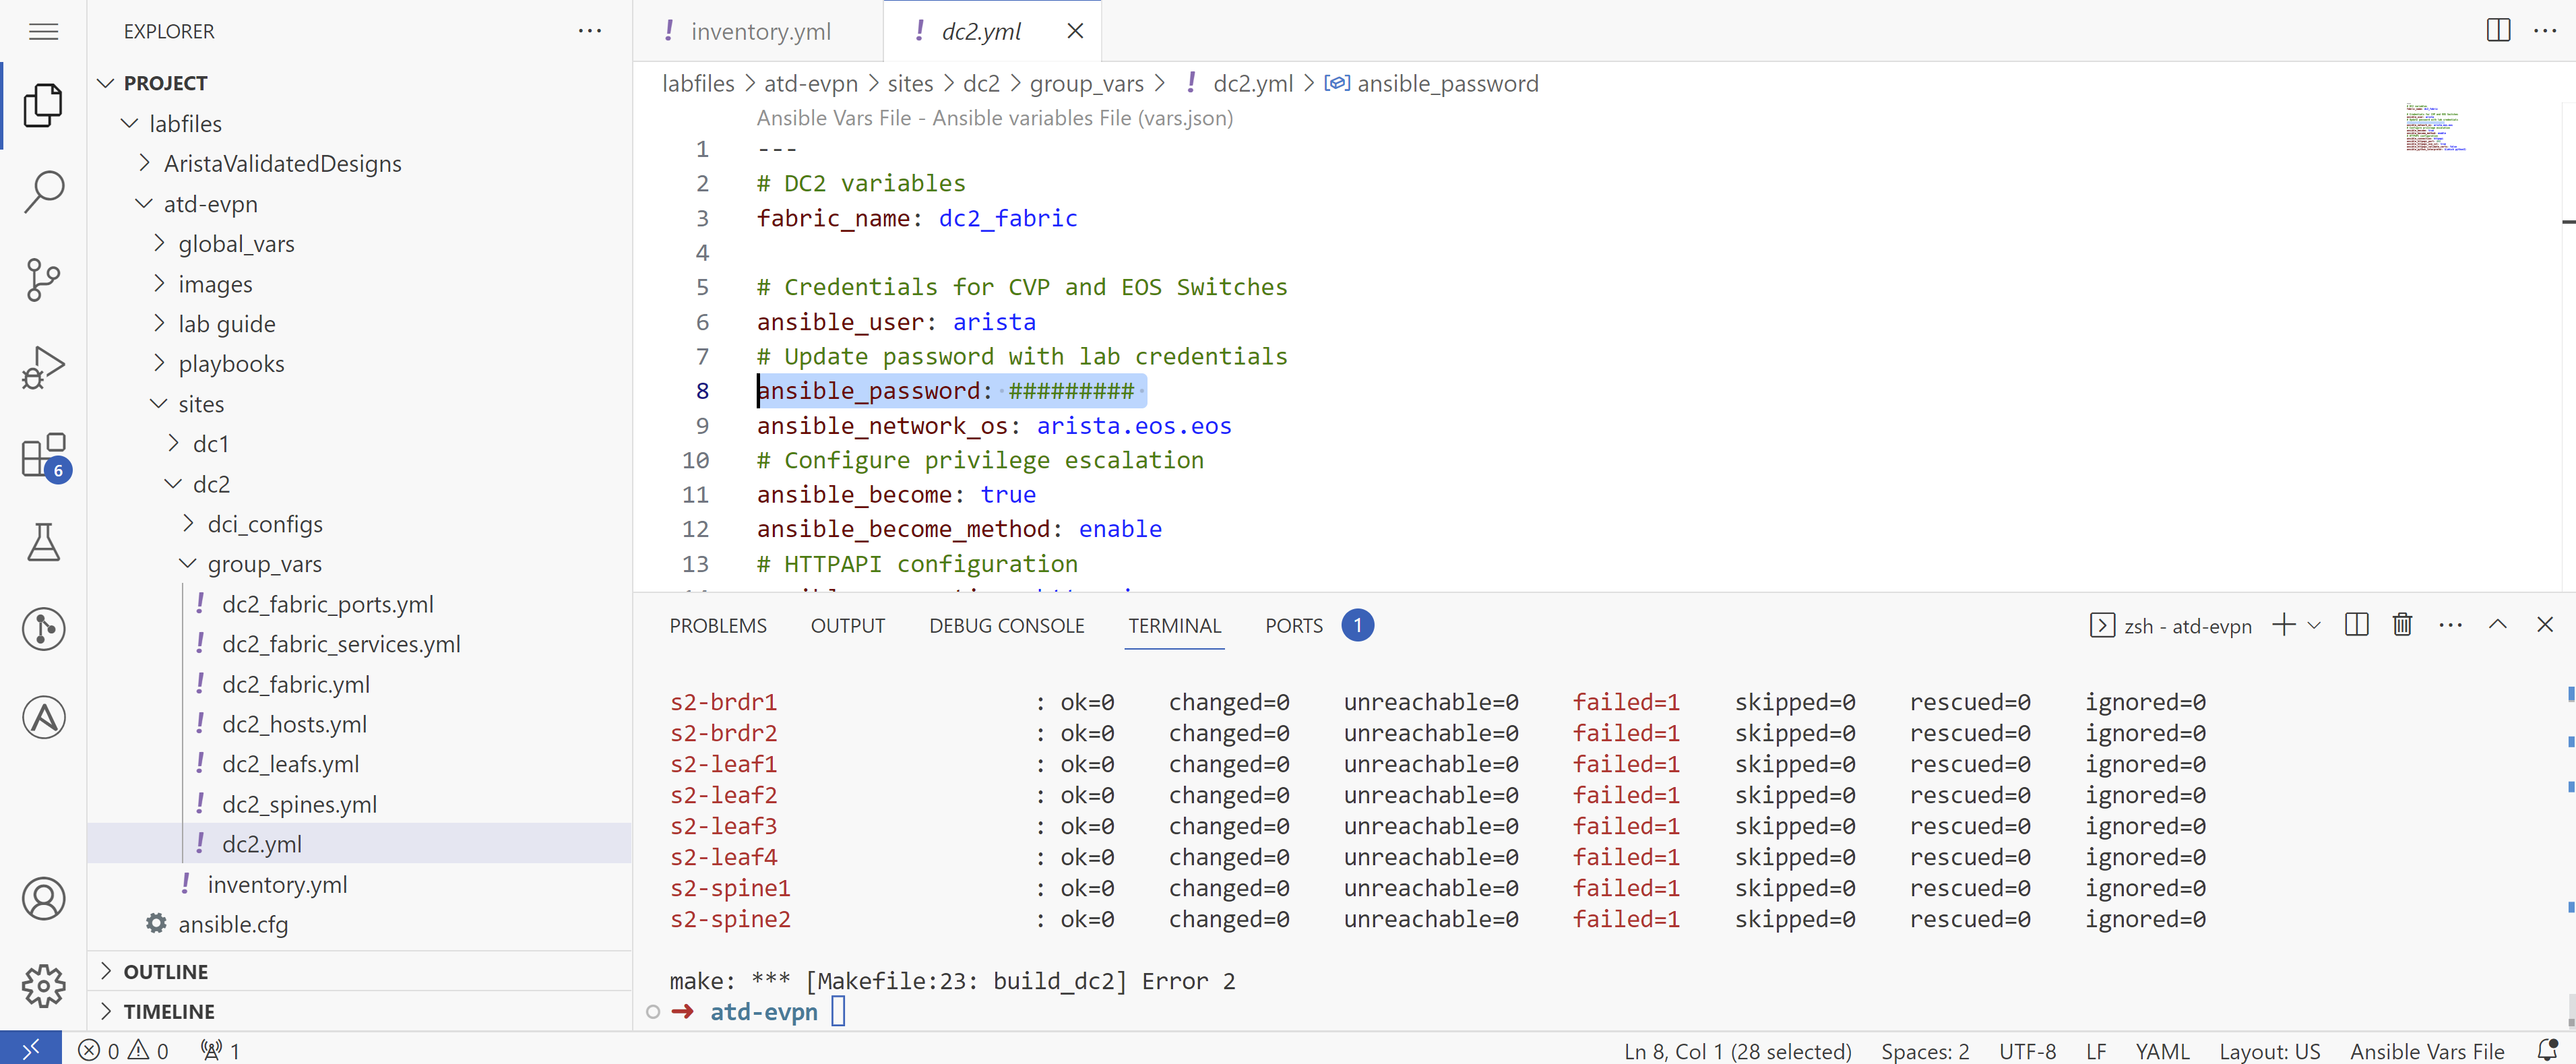 EXPLORER
PROJECT
labfiles
AristaValidatedDesigns
atd-evpn
global_vars
images
lab guide
playbooks
sites
dc1
dc2
dci_configs
group_vars
! dc2_fabric_ports.yml
! dc2_fabric_services.yml
! dc2_fabric.yml
! dc2_hosts.yml
! dc2_leafs.yml
! dc2_spines.yml
! dc2.yml
! inventory.yml
ansible.cfg
OUTLINE
TIMELINE
6
! inventory.yml
! dc2.yml
labfiles > atd-evpn > sites > dc2 > group_vars > ! dc2.yml > ansible_password
Ansible Vars File - Ansible variables File (vars.json)
1 ---
2 # DC2 variables
3 fabric_name: dc2_fabric
4
5 # Credentials for CVP and EOS Switches
6 ansible_user: arista
7 # Update password with lab credentials
8 ansible_password: #########
9 ansible_network_os: arista.eos.eos
10 # Configure privilege escalation
11 ansible_become: true
12 ansible_become_method: enable
13 # HTTPAPI configuration
PROBLEMS OUTPUT DEBUG CONSOLE TERMINAL PORTS 1
zsh - atd-evpn
s2-brdr1 : ok=0 changed=0 unreachable=0 failed=1 skipped=0 rescued=0 ignored=0
s2-brdr2 : ok=0 changed=0 unreachable=0 failed=1 skipped=0 rescued=0 ignored=0
s2-leaf1 : ok=0 changed=0 unreachable=0 failed=1 skipped=0 rescued=0 ignored=0
s2-leaf2 : ok=0 changed=0 unreachable=0 failed=1 skipped=0 rescued=0 ignored=0
s2-leaf3 : ok=0 changed=0 unreachable=0 failed=1 skipped=0 rescued=0 ignored=0
s2-leaf4 : ok=0 changed=0 unreachable=0 failed=1 skipped=0 rescued=0 ignored=0
s2-spine1 : ok=0 changed=0 unreachable=0 failed=1 skipped=0 rescued=0 ignored=0
s2-spine2 : ok=0 changed=0 unreachable=0 failed=1 skipped=0 rescued=0 ignored=0
make: *** [Makefile:23: build_dc2] Error 2
➜ atd-evpn
0 0 1
Ln 8, Col 1 (28 selected) Spaces: 2 UTF-8 LF YAML Layout: US Ansible Vars File